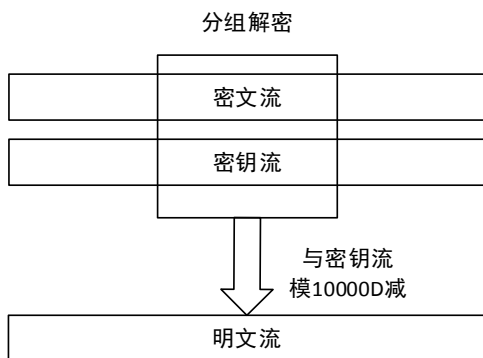 分组解密
密文流
密钥流
与密钥流
模10000D减
明文流